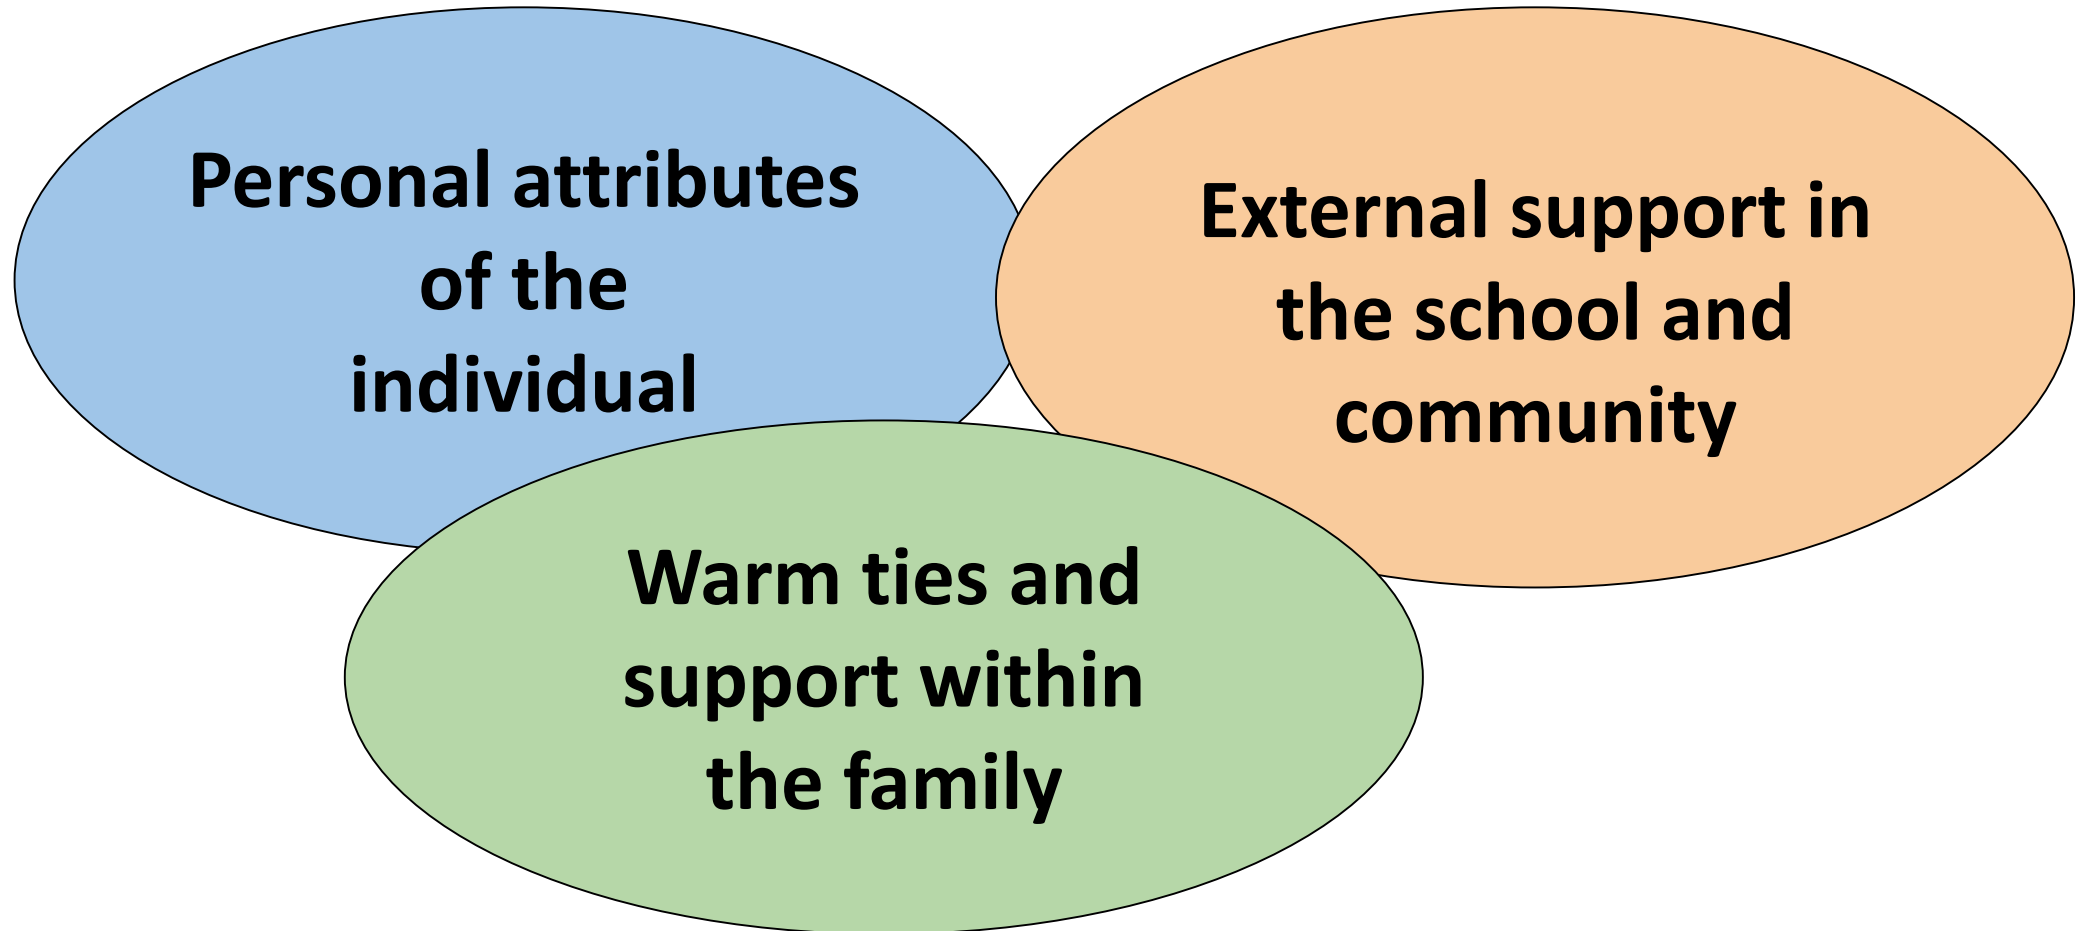 Personal attributes
of the
individual
External support in
the school and
community
Warm ties and
support within
the family